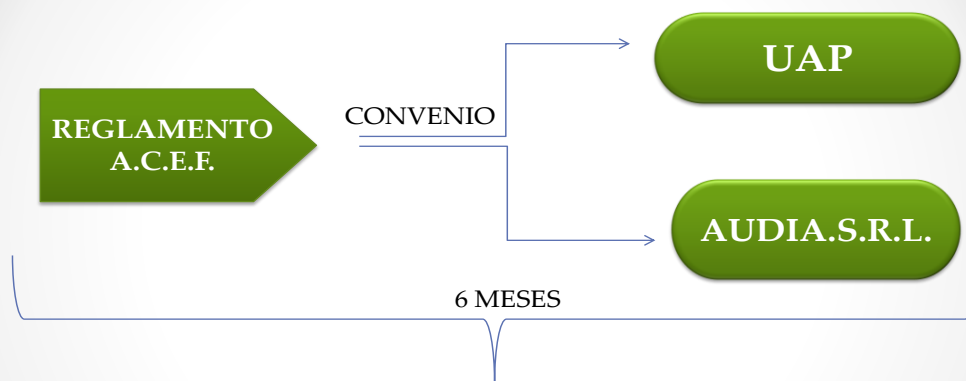 UAP
CONVENIO
REGLAMENTO
A.C.E.F.
AUDIA.S.R.L.
6 MESES